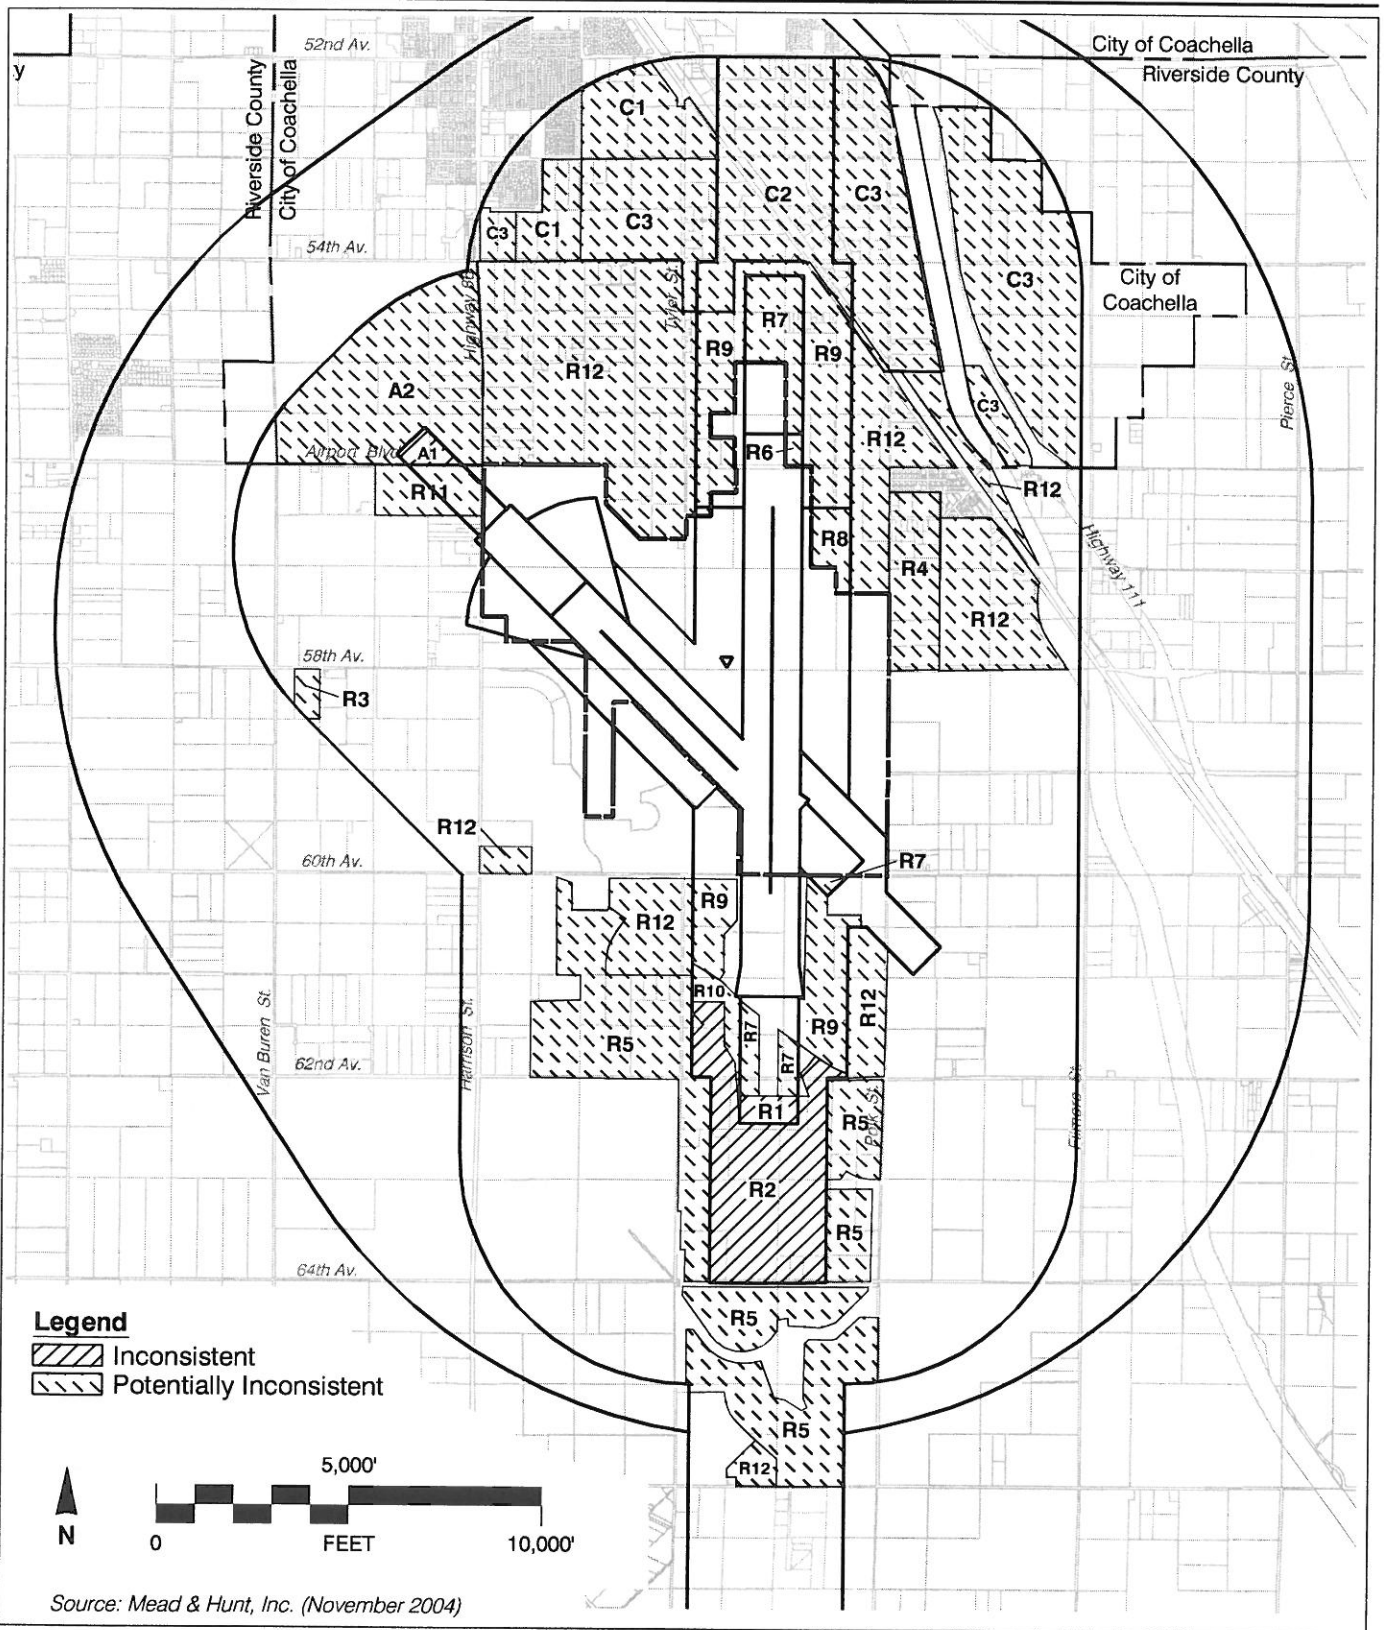 52nd Av.
City of Coachella
y
Riverside County
Riverside County
City of Coachella
C1
C2
C3
C3
C3
C1
54th Av.
C3
City of
Coachella
Tyler St.
Highway 86
R7
R9
R9
R12
Pierce St.
A2
C3
R12
Airport Blvd.
A1
R6
R11
R12
R8
Highway 111
R4
R12
58th Av.
R3
R12
60th Av.
R7
R9
R12
R10
Van Buren St.
Harrison St.
R12
R7
R9
R5
R7
62nd Av.
Fillmore St.
R1
R5
Polk St.
R2
R5
64th Av.
Legend
R5
Inconsistent
Potentially Inconsistent
R5
5,000'
R12
N
0
FEET
10,000'
Source: Mead & Hunt, Inc. (November 2004)